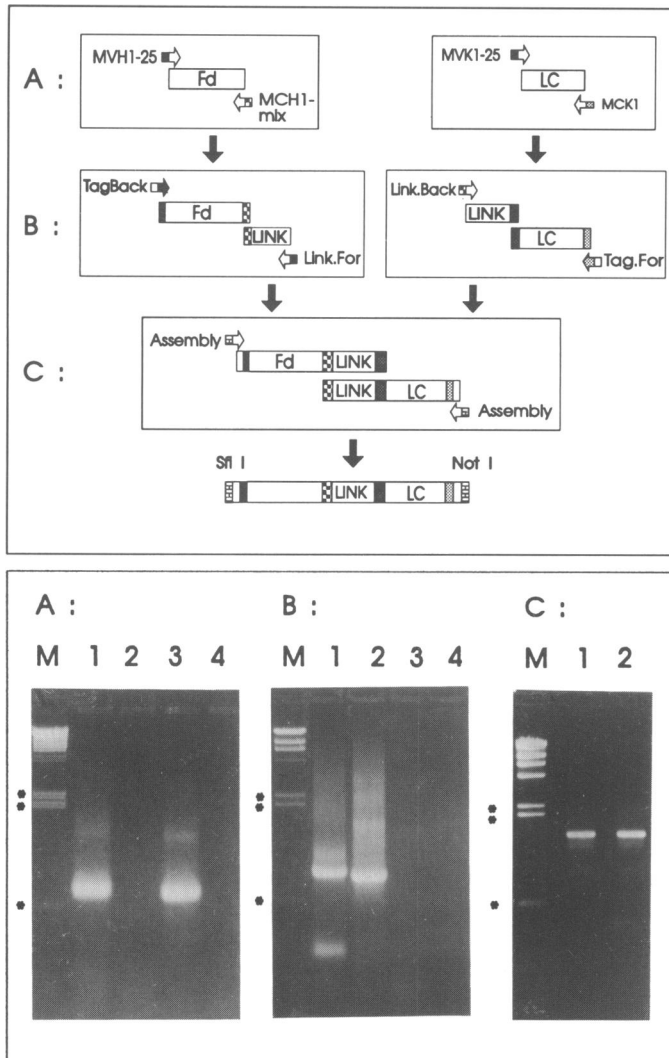 A :
MVH1-25
Fd
MCH1-
mix
MVK1-25
LC
MCK1
B :
TagBack
Fd
LINK
Link.For
Link.Back
LINK
LC
Tag.For
C :
Assembly
Fd
LINK
LINK
LC
Assembly
Sfi I
Not I
LINK
LC
A :
M 1 2 3 4
B :
M 1 2 3 4
C :
M 1 2
*
*
*
*
*
*
*
*
*